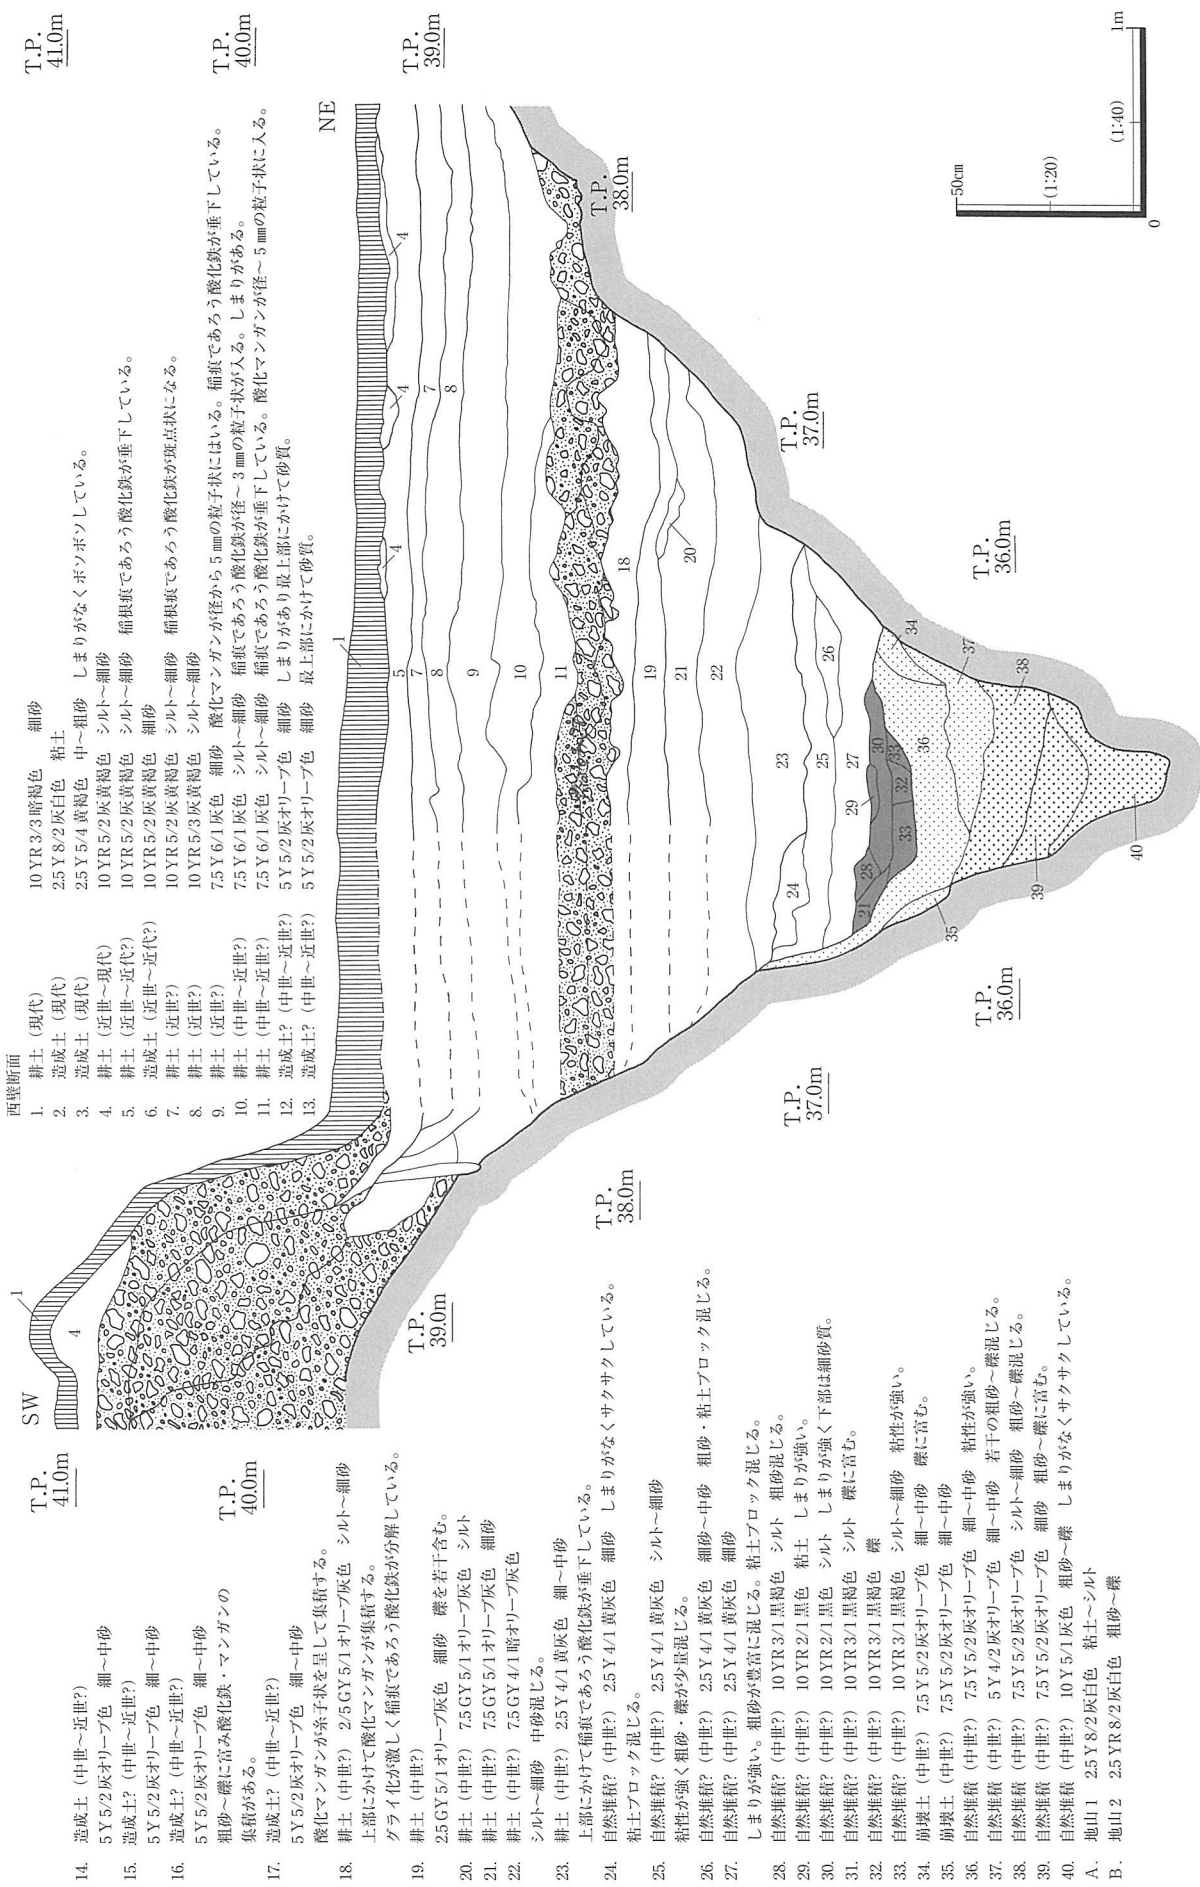 西壁断面
1. 耕土（現代） 10YR3/3暗褐色 細砂
2. 造成土（現代） 2.5Y8/2灰白色 粘土
3. 造成土（現代） 2.5Y5/4黄褐色 中〜粗砂 しまりがなくボソボソしている。
4. 耕土（近世〜現代） 10YR5/2灰黄褐色 シルト〜細砂
5. 耕土（近世〜近代?） 10YR5/2灰黄褐色 シルト〜細砂 稲根痕であろう酸化鉄が垂下している。
6. 造成土（近世〜近代?） 10YR5/2灰黄褐色 細砂
7. 耕土（近世?） 10YR5/2灰黄褐色 シルト〜細砂 稲根痕であろう酸化鉄が斑点状になる。
8. 耕土（近世?） 10YR5/3灰黄褐色 シルト〜細砂
9. 耕土（近世?） 7.5Y6/1灰色 細砂 酸化マンガンが径から5㎜の粒子状にはいる。稲痕であろう酸化鉄が垂下している。
10. 耕土（中世〜近世?） 7.5Y6/1灰色 シルト〜細砂 稲痕であろう酸化鉄が径〜3㎜の粒子状が入る。しまりがある。
11. 耕土（中世〜近世?） 7.5Y6/1灰色 シルト〜細砂 稲痕であろう酸化鉄が垂下している。酸化マンガンが径〜5㎜の粒子状に入る。
12. 造成土?（中世〜近世?） 5Y5/2灰オリーブ色 細砂 しまりがあり最上部にかけて砂質。
13. 造成土?（中世〜近世?） 5Y5/2灰オリーブ色 細砂 最上部にかけて砂質。
14. 造成土（中世〜近世?）
5Y5/2灰オリーブ色 細〜中砂
15. 造成土?（中世〜近世?）
5Y5/2灰オリーブ色 細〜中砂
16. 造成土?（中世〜近世?）
5Y5/2灰オリーブ色 細〜中砂
粗砂〜礫に富み酸化鉄・マンガンの
集積がある。
17. 造成土?（中世〜近世?）
5Y5/2灰オリーブ色 細〜中砂
酸化マンガンが糸子状を呈して集積する。
18. 耕土（中世?） 2/5GY5/1オリーブ灰色 シルト〜細砂
上部にかけて酸化マンガンが集積する。
グライ化が激しく稲痕であろう酸化鉄が分解している。
19. 耕土（中世?）
2.5GY5/1オリーブ灰色 細砂 礫を若干含む。
20. 耕土（中世?） 7.5GY5/1オリーブ灰色 シルト
21. 耕土（中世?） 7.5GY5/1オリーブ灰色 細砂
22. 耕土（中世?） 7.5GY4/1暗オリーブ灰色
シルト〜細砂 中砂混じる。
23. 耕土（中世?） 2.5Y4/1黄灰色 細〜中砂
上部にかけて稲痕であろう酸化鉄が垂下している。
24. 自然堆積?（中世?） 2.5Y4/1黄灰色 細砂 しまりがなくサクサクしている。
粘土ブロック混じる。
25. 自然堆積?（中世?） 2.5Y4/1黄灰色 シルト〜細砂
粘性が強く粗砂・礫が少量混じる。
26. 自然堆積?（中世?） 2.5Y4/1黄灰色 細砂〜中砂 粗砂・粘土ブロック混じる。
27. 自然堆積?（中世?） 2.5Y4/1黄灰色 細砂
しまりが強い。粗砂が豊富に混じる。粘土ブロック混じる。
28. 自然堆積（中世?） 10YR3/1黒褐色 シルト 粗砂混じる。
29. 自然堆積（中世?） 10YR2/1黒色 粘土 しまりが強い。
30. 自然堆積（中世?） 10YR2/1黒色 シルト しまりが強く下部は細砂質。
31. 自然堆積（中世?） 10YR3/1黒褐色 シルト 礫に富む。
32. 自然堆積（中世?） 10YR3/1黒褐色 礫
33. 自然堆積（中世?） 10YR3/1黒褐色 シルト〜細砂 粘性が強い。
34. 崩壊土（中世?） 7.5Y5/2灰オリーブ色 細〜中砂 礫に富む。
35. 崩壊土（中世?） 7.5Y5/2灰オリーブ色 細〜中砂
36. 自然堆積（中世?） 7.5Y5/2灰オリーブ色 細〜中砂 粘性が強い。
37. 自然堆積（中世?） 5Y4/2灰オリーブ色 細〜中砂 若干の粗砂〜礫混じる。
38. 自然堆積（中世?） 7.5Y5/2灰オリーブ色 シルト〜細砂 粗砂〜礫混じる。
39. 自然堆積（中世?） 7.5Y5/2灰オリーブ色 細砂 粗砂〜礫に富む。
40. 自然堆積（中世?） 10Y5/1灰色 粗砂〜礫 しまりがなくサクサクしている。
A. 地山1 2.5Y8/2灰白色 粘土〜シルト
B. 地山2 2.5YR8/2灰白色 粗砂〜礫
SW
NE
T.P.
41.0m
T.P.
40.0m
T.P.
39.0m
T.P.
38.0m
T.P.
37.0m
T.P.
36.0m
T.P.
41.0m
T.P.
40.0m
T.P.
39.0m
T.P.
38.0m
T.P.
37.0m
T.P.
36.0m
1
4
1
4
4
4
5
7
8
7
8
9
10
11
18
19
20
21
22
23
24
25
26
27
29
30
28
21
33
32
33
34
35
36
37
38
39
40
50cm
(1:20)
0
(1:40)
1m